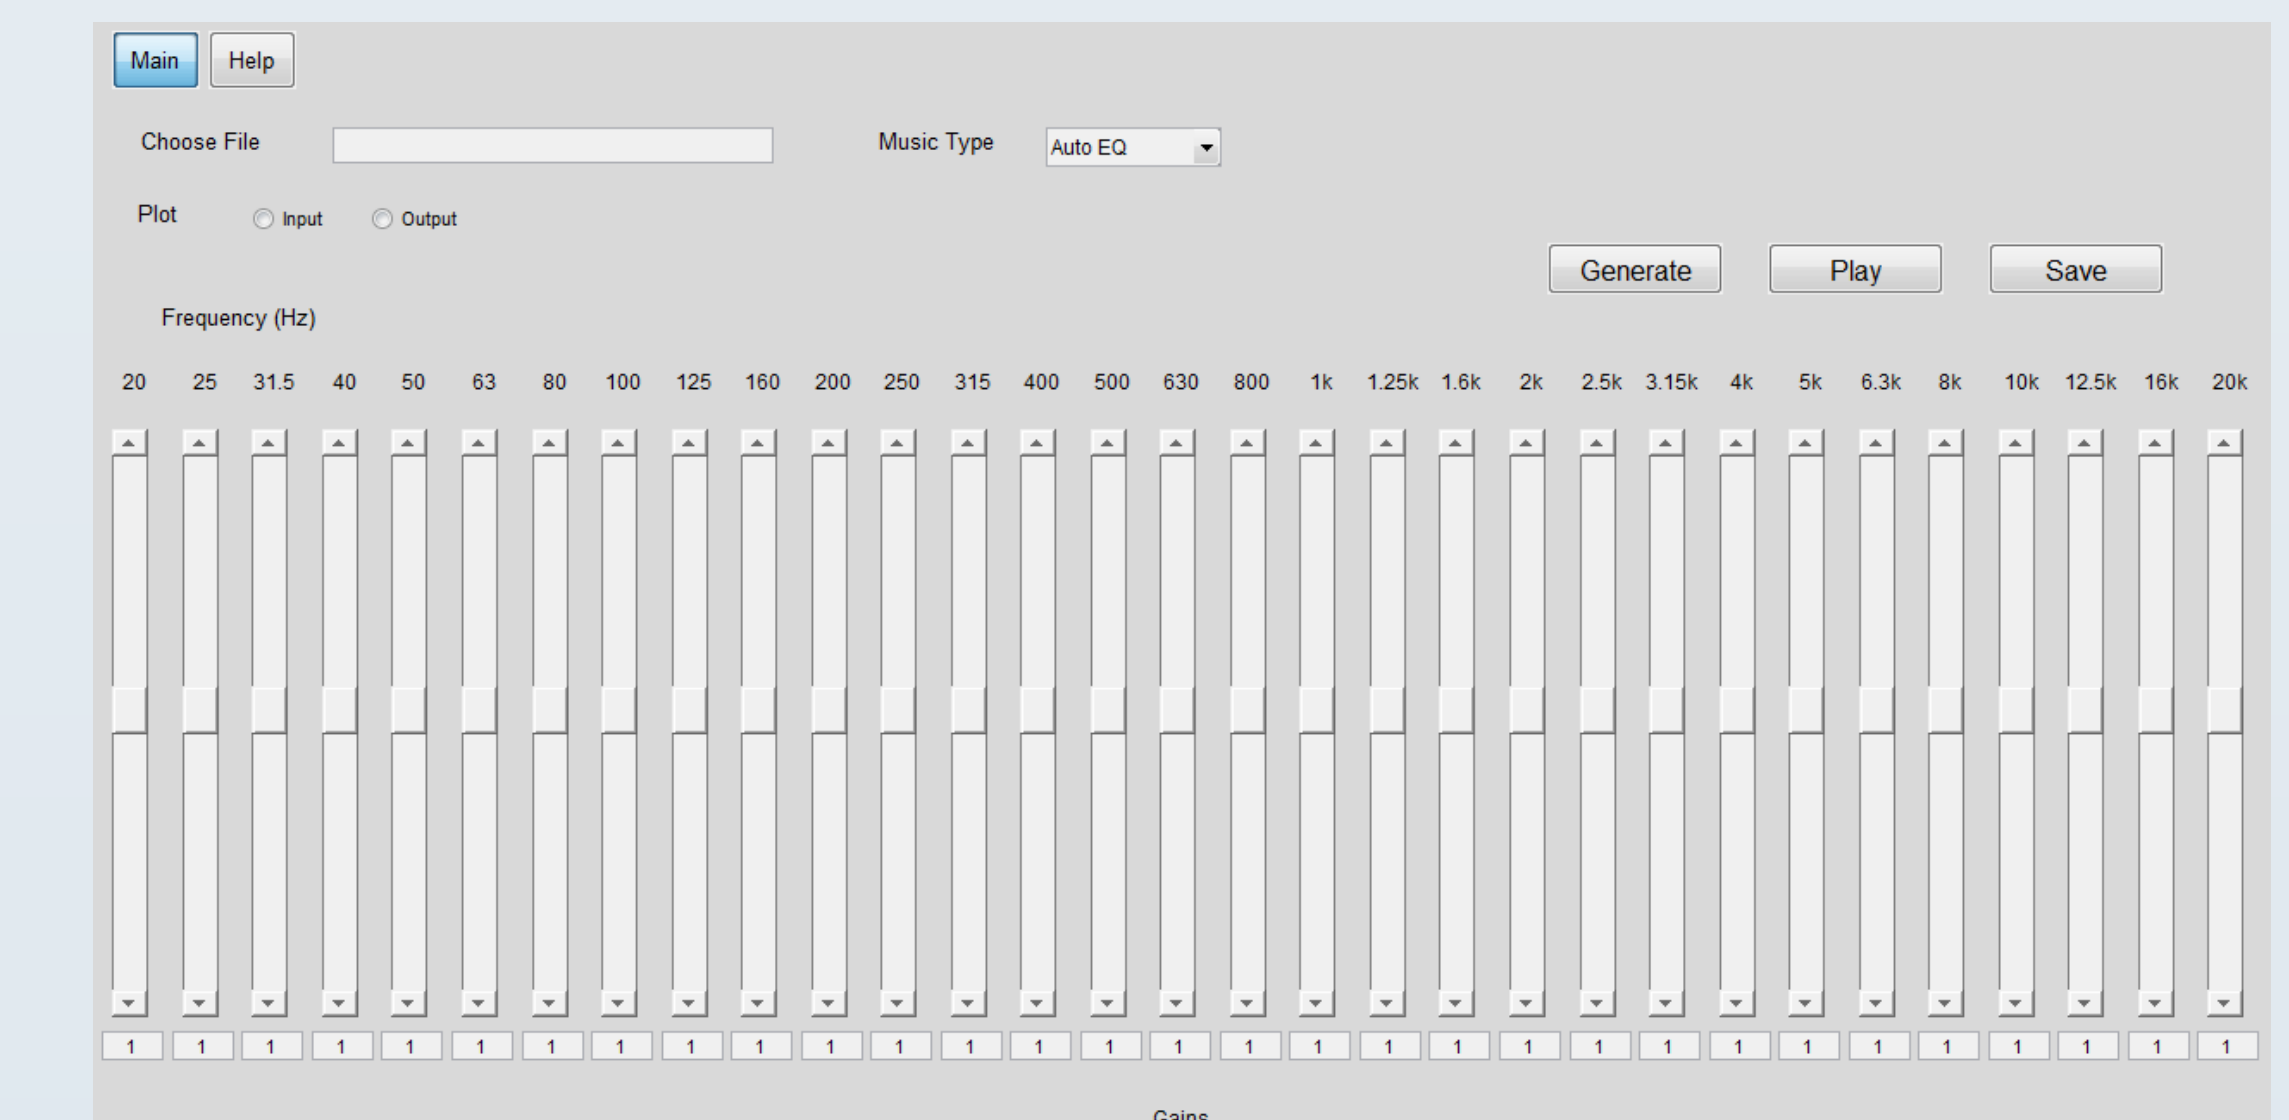 Main Help
Choose File Music Type Auto EQ
Plot Input Output
Generate Play Save
Frequency (Hz)
20 25 31.5 40 50 63 80 100 125 160 200 250 315 400 500 630 800 1k 1.25k 1.6k 2k 2.5k 3.15k 4k 5k 6.3k 8k 10k 12.5k 16k 20k
1 1 1 1 1 1 1 1 1 1 1 1 1 1 1 1 1 1 1 1 1 1 1 1 1 1 1 1 1 1 1
Gains